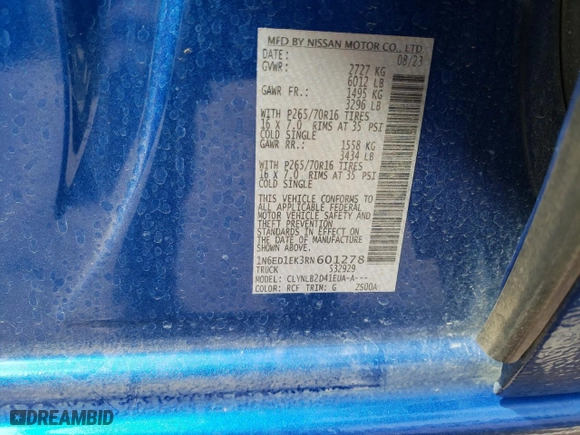 MFD BY NISSAN MOTOR CO., LTD
DATE: 08/23
GVWR: 2727 KG
6012 LB
GAWR FR.: 1495 KG
3296 LB
WITH P265/70R16 TIRES
16 X 7.0 RIMS AT 35 PSI
COLD SINGLE
GAWR RR.: 1558 KG
3434 LB
WITH P265/70R16 TIRES
16 X 7.0 RIMS AT 35 PSI
COLD SINGLE
THIS VEHICLE CONFORMS TO
ALL APPLICABLE FEDERAL
MOTOR VEHICLE SAFETY AND
THEFT PREVENTION
STANDARDS IN EFFECT ON
THE DATE OF MANUFACTURE
SHOWN ABOVE.
1N6ED1EK3RN601278
TRUCK 532929
MODEL: CLYNLB2D41EUA-A---
COLOR: RCF TRIM: G Z500A
DREAMBID